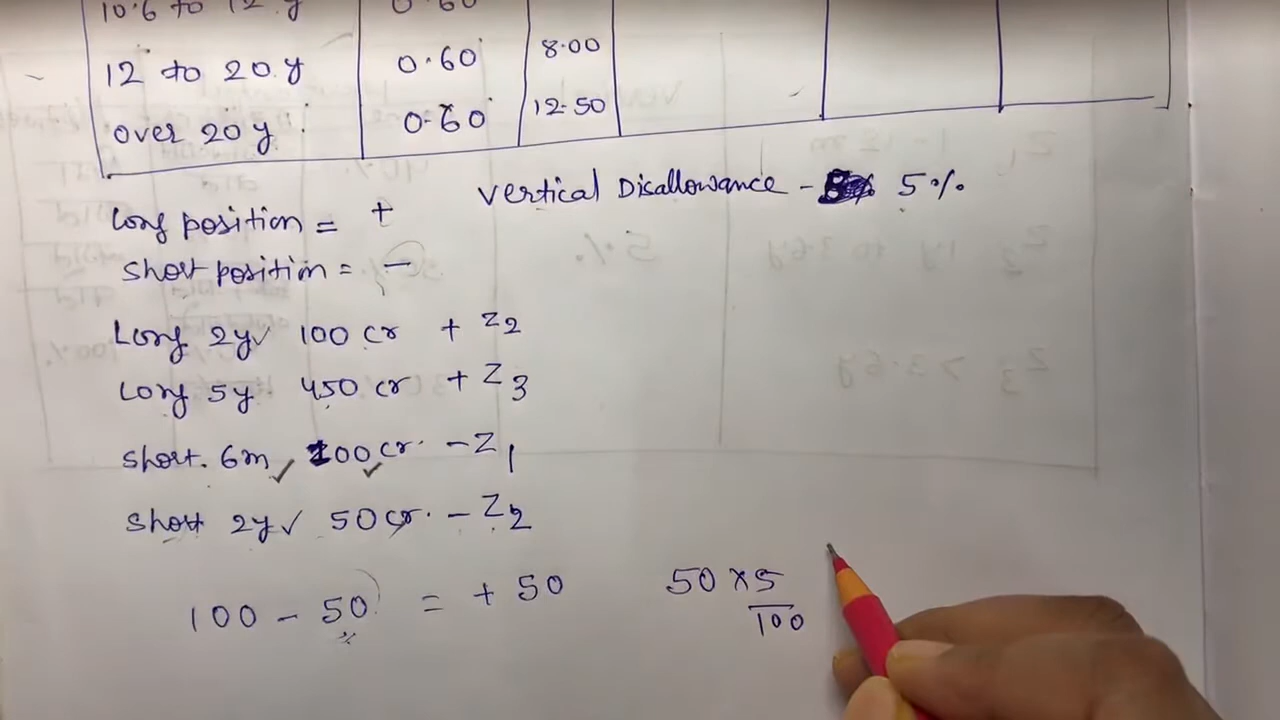 10.6 to 12 y 0.60
12 to 20 y 0.60 8.00
over 20 y 0.60 12.50
Vertical Disallowance - 5%
Long position = +
Short position = -
Long 2y ✓ 100 cr + Z2
Long 5y 450 cr + Z3
Short. 6m ✓ 100 cr. - Z1
Short 2y ✓ 50 cr. - Z2
100 - 50 = + 50 50 x 5
100